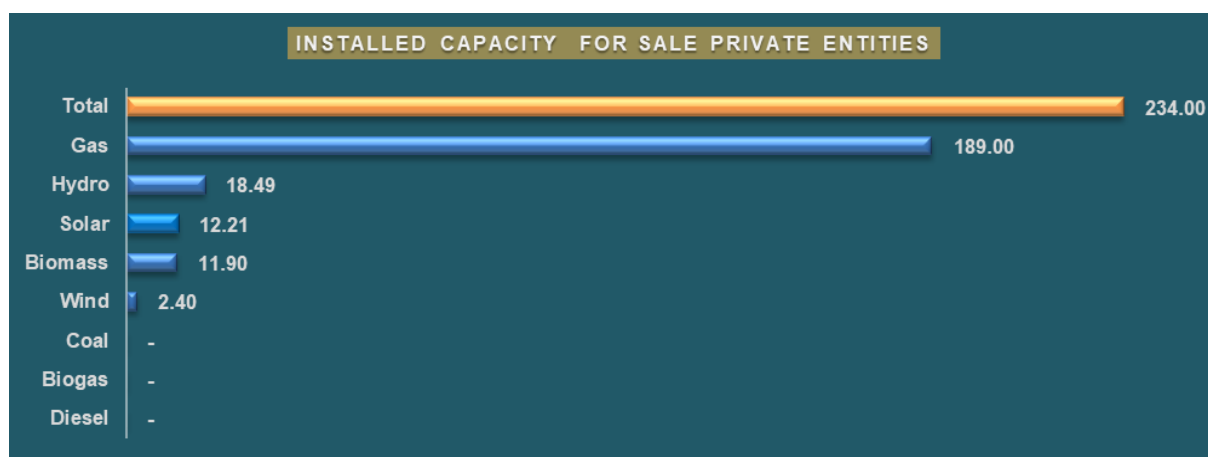 INSTALLED CAPACITY FOR SALE PRIVATE ENTITIES
Total 234.00
Gas 189.00
Hydro 18.49
Solar 12.21
Biomass 11.90
Wind 2.40
Coal -
Biogas -
Diesel -